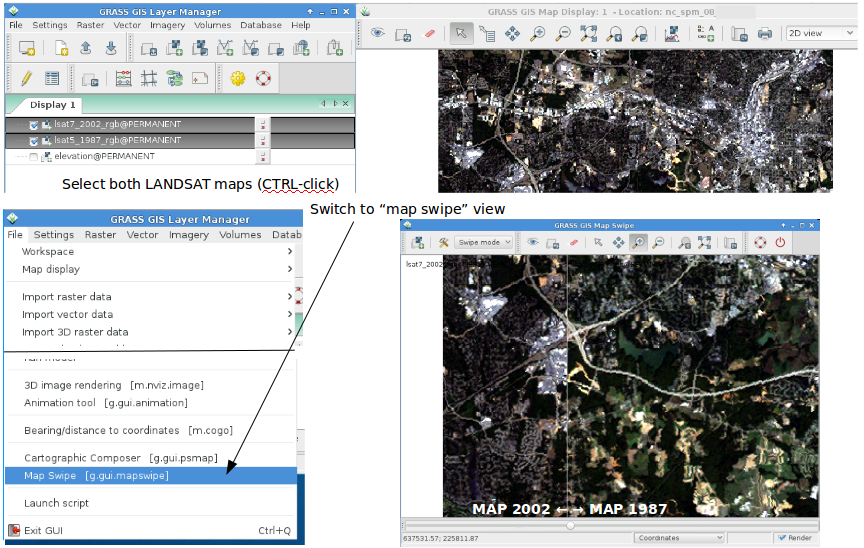 GRASS GIS Layer Manager
File Settings Raster Vector Imagery Volumes Database Help
Display 1
lsat7_2002_rgb@PERMANENT
lsat5_1987_rgb@PERMANENT
elevation@PERMANENT
Select both LANDSAT maps (CTRL-click)
GRASS GIS Map Display: 1 - Location: nc_spm_08
2D view
Switch to “map swipe” view
GRASS GIS Layer Manager
File Settings Raster Vector Imagery Volumes Datab
Workspace
Map display
Import raster data
Import vector data
Import 3D raster data
3D image rendering [m.nviz.image]
Animation tool [g.gui.animation]
Bearing/distance to coordinates [m.cogo]
Cartographic Composer [g.gui.psmap]
Map Swipe [g.gui.mapswipe]
Launch script
Exit GUI Ctrl+Q
GRASS GIS Map Swipe
Swipe mode
lsat7_2002
MAP 2002 ←→ MAP 1987
637531.57; 225811.87
Coordinates
Render